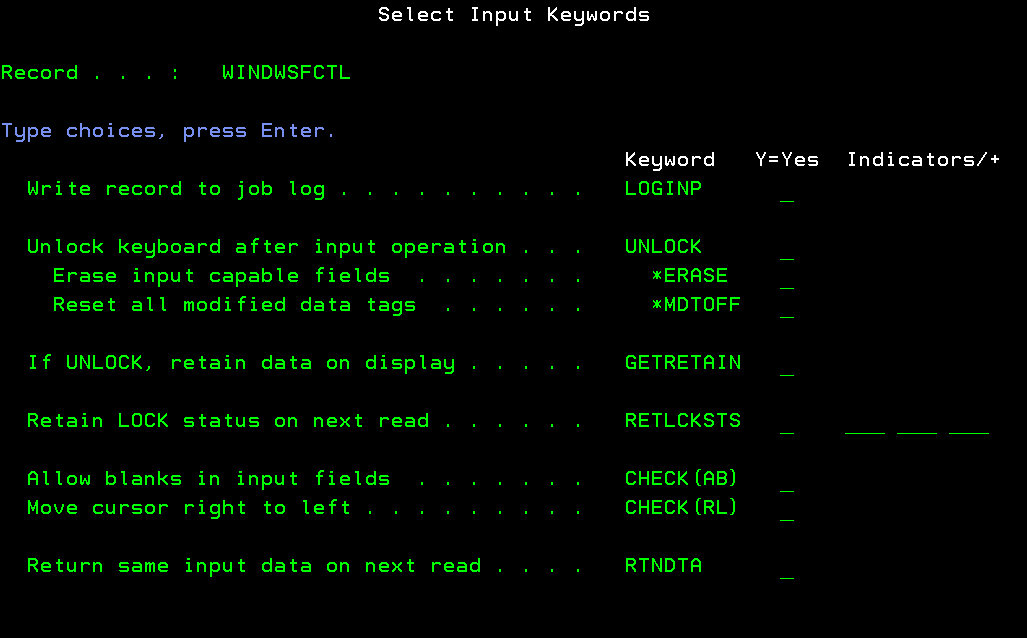 Select Input Keywords
Record . . . :   WINDWSFCTL
Type choices, press Enter.
Keyword   Y=Yes  Indicators/+
Write record to job log . . . . . . . . . .   LOGINP      _
Unlock keyboard after input operation . . .   UNLOCK      _
Erase input capable fields  . . . . . . .     *ERASE    _
Reset all modified data tags  . . . . . .     *MDTOFF   _
If UNLOCK, retain data on display . . . . .   GETRETAIN   _
Retain LOCK status on next read . . . . . .   RETLCKSTS   _    ___ ___ ___
Allow blanks in input fields  . . . . . . .   CHECK(AB)   _
Move cursor right to left . . . . . . . . .   CHECK(RL)   _
Return same input data on next read . . . .   RTNDTA      _